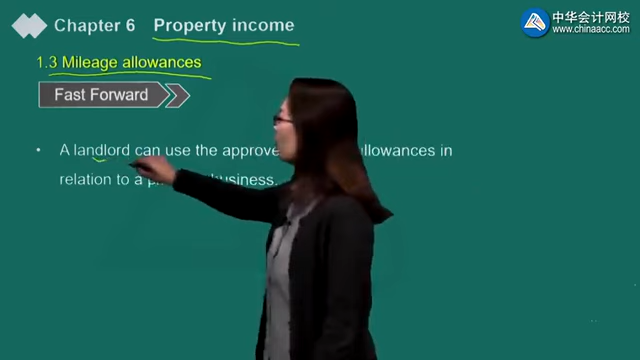 Chapter 6 Property income
中华会计网校
www.chinaacc.com
1.3 Mileage allowances
Fast Forward
• A landlord can use the allowances in
relation to a business.